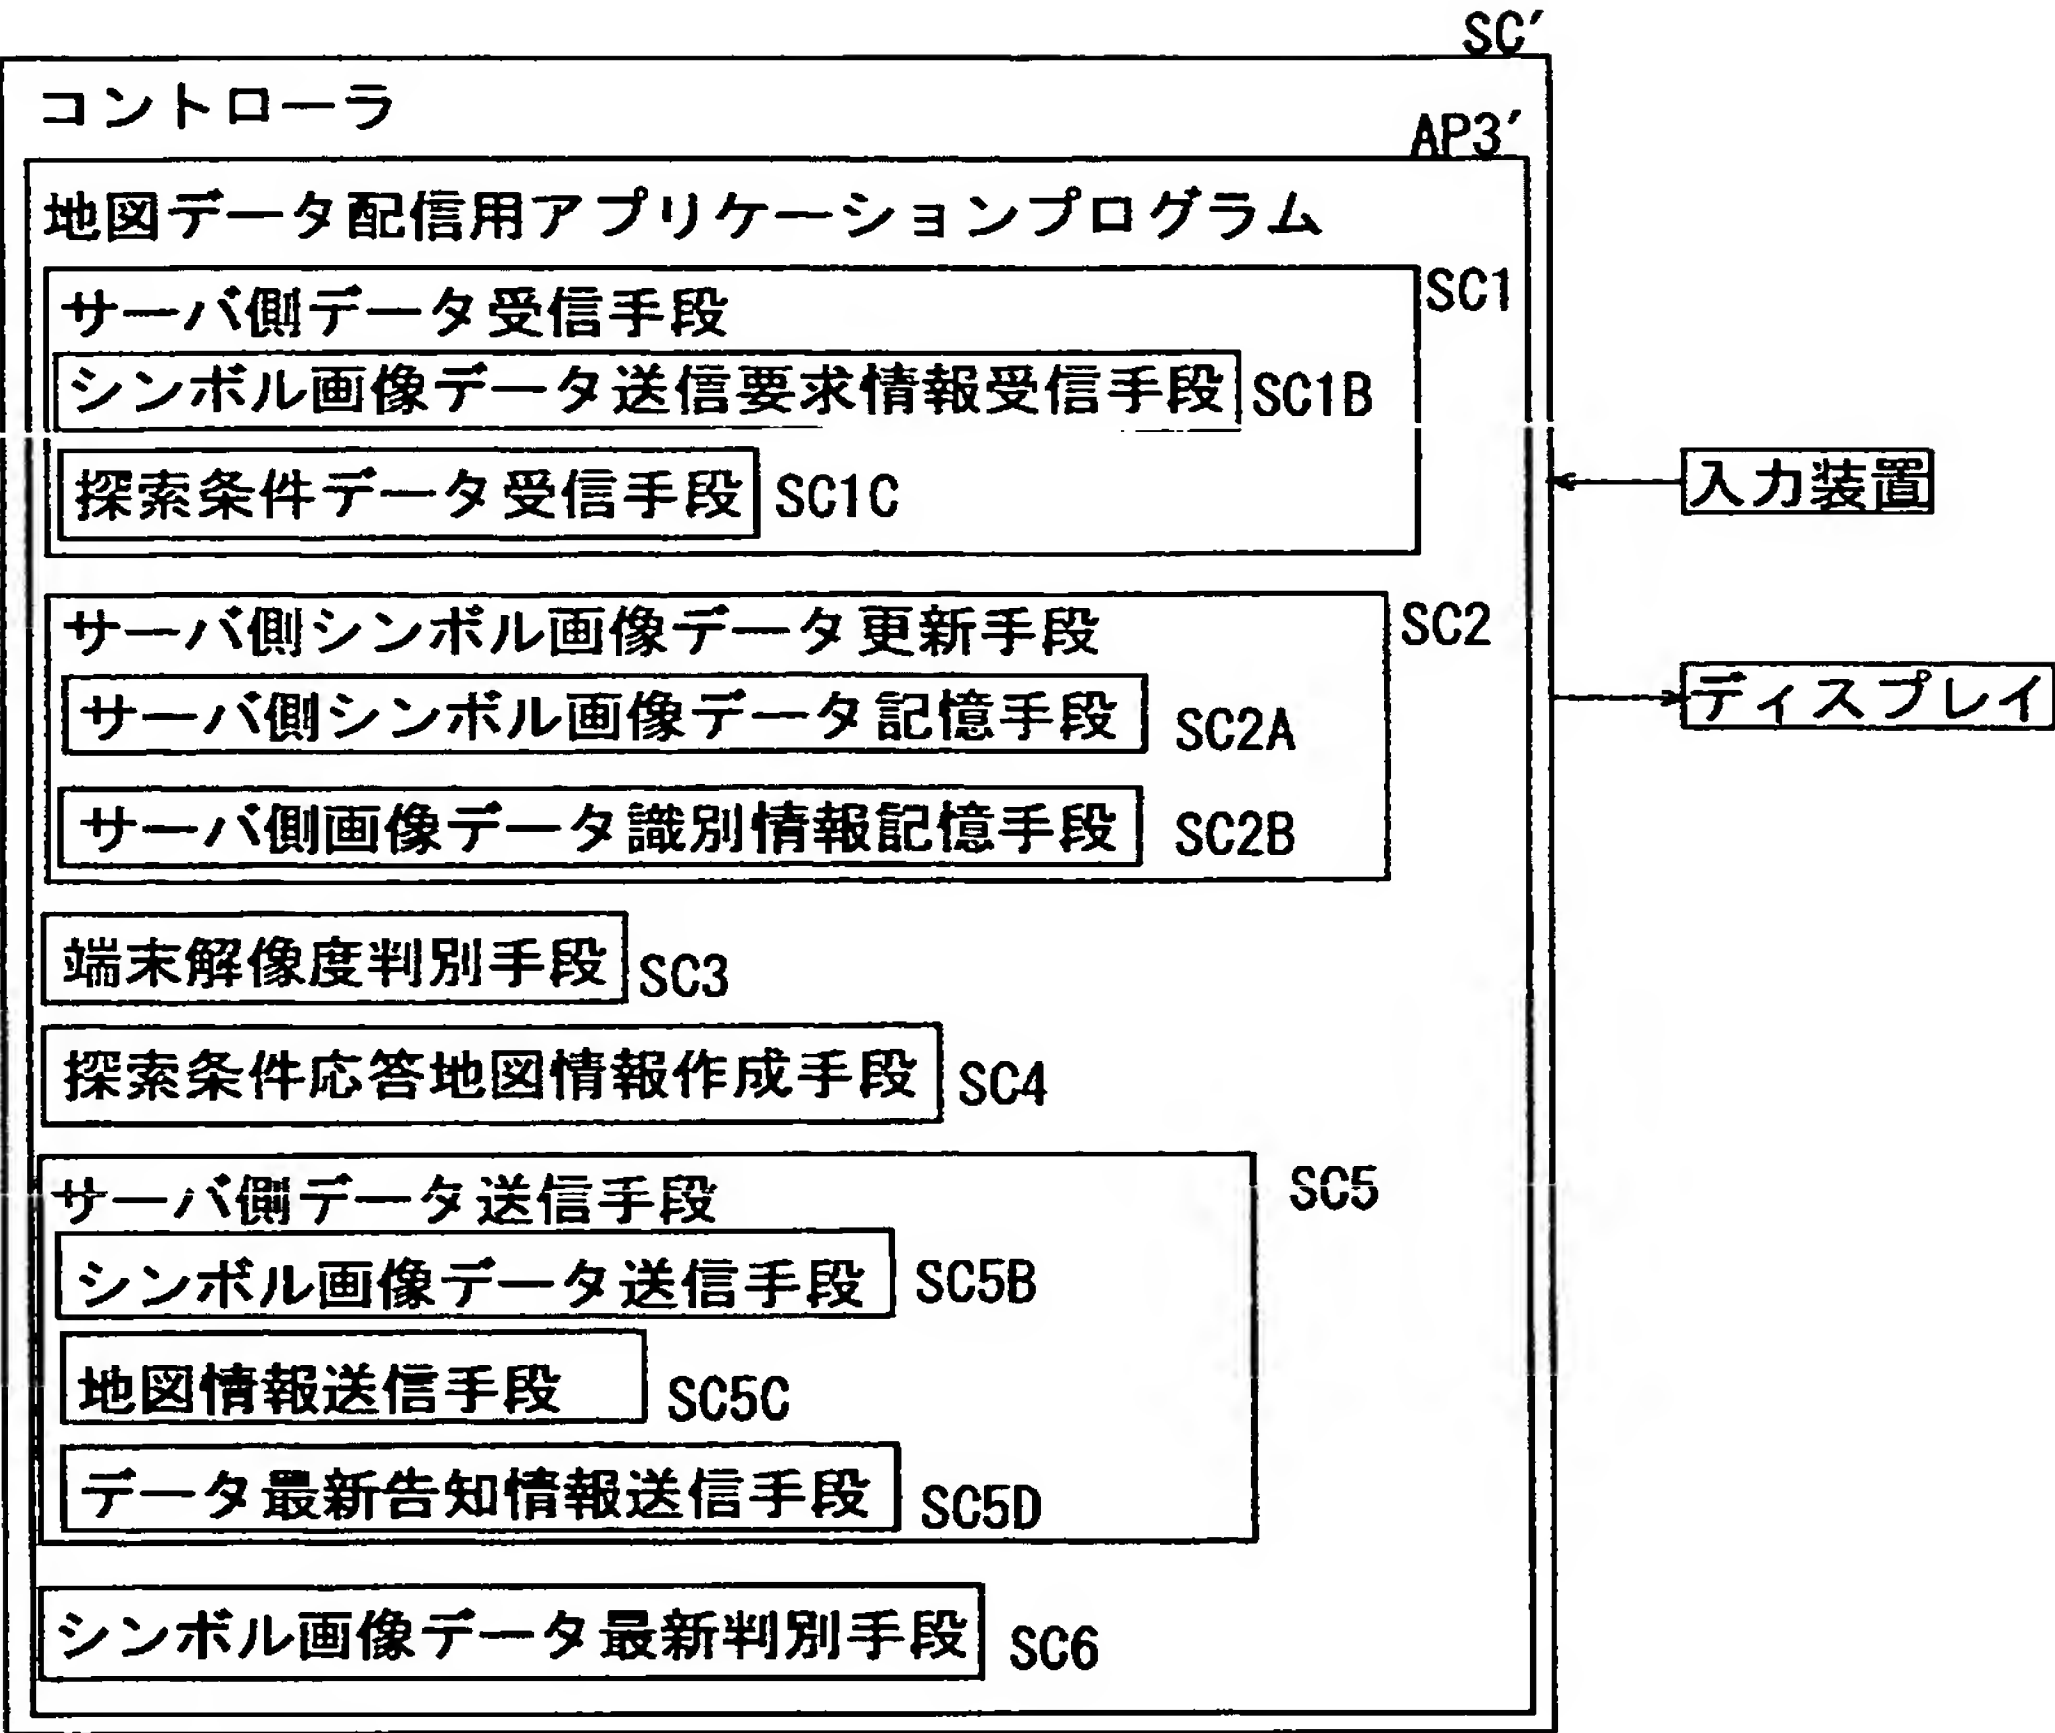 SC′
コントローラ
AP3′
地図データ配信用アプリケーションプログラム
サーバ側データ受信手段
SC1
シンボル画像データ送信要求情報受信手段
SC1B
探索条件データ受信手段
SC1C
入力装置
サーバ側シンボル画像データ更新手段
SC2
サーバ側シンボル画像データ記憶手段
SC2A
ディスプレイ
サーバ側画像データ識別情報記憶手段
SC2B
端末解像度判別手段
SC3
探索条件応答地図情報作成手段
SC4
サーバ側データ送信手段
SC5
シンボル画像データ送信手段
SC5B
地図情報送信手段
SC5C
データ最新告知情報送信手段
SC5D
シンボル画像データ最新判別手段
SC6